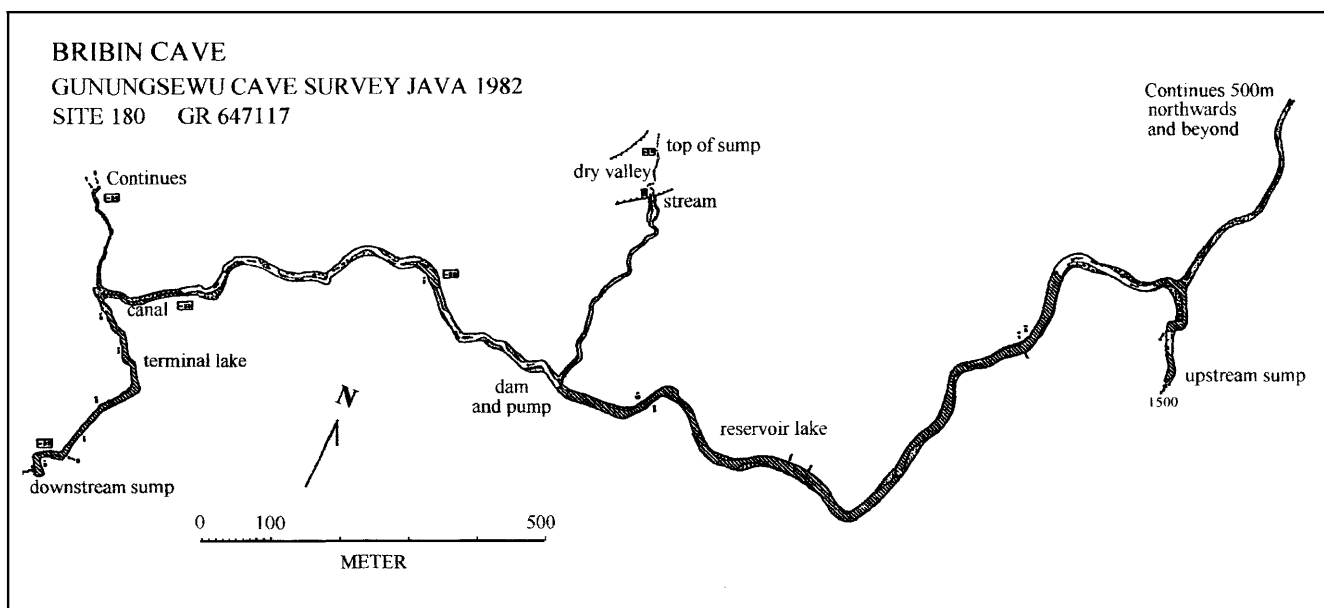 BRIBIN CAVE
GUNUNGSEWU CAVE SURVEY JAVA 1982
SITE 180 GR 647117
Continues
canal
terminal lake
downstream sump
top of sump
dry valley
stream
dam
and pump
reservoir lake
Continues 500m
northwards
and beyond
upstream sump
1500
N
0 100 500
METER